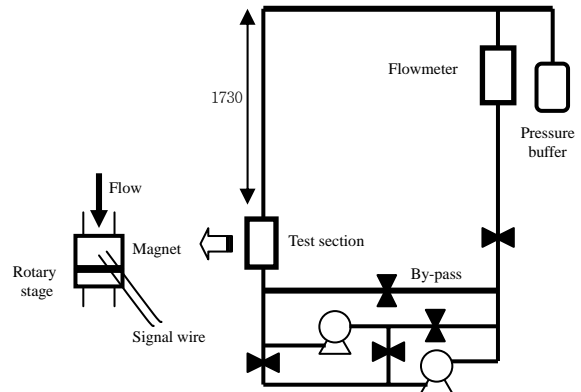 Flowmeter
1730
Pressure
buffer
Flow
Magnet
Test section
Rotary
stage
By-pass
Signal wire